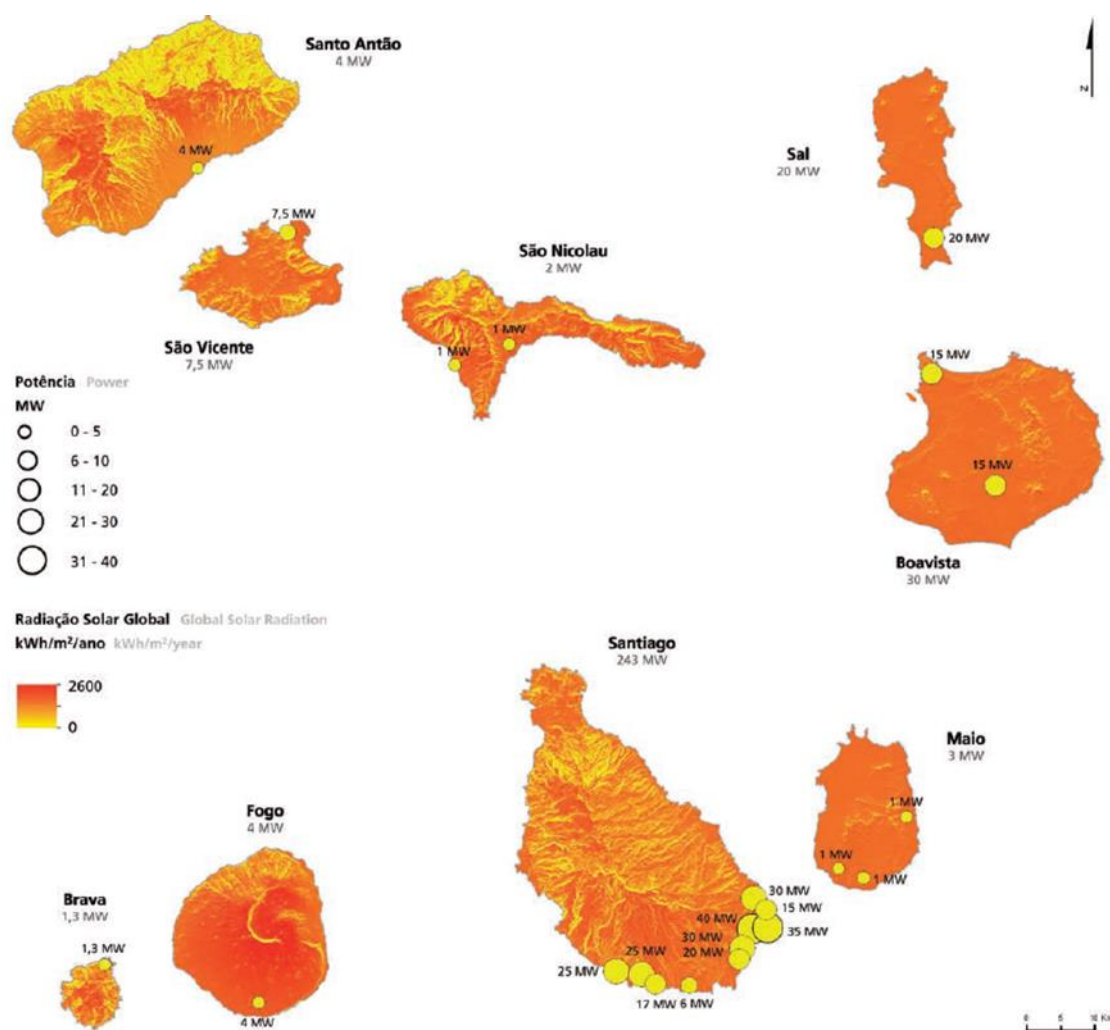 Santo Antão
4 MW
4 MW
Sal
20 MW
20 MW
7,5 MW
São Vicente
7,5 MW
São Nicolau
2 MW
1 MW
1 MW
15 MW
15 MW
Boavista
30 MW
Potência Power
MW
0 - 5
6 - 10
11 - 20
21 - 30
31 - 40
Radiação Solar Global Global Solar Radiation
kWh/m²/ano kWh/m²/year
2600
0
Santiago
243 MW
30 MW
15 MW
40 MW
35 MW
30 MW
20 MW
25 MW
25 MW
17 MW
6 MW
Maio
3 MW
1 MW
1 MW
1 MW
Fogo
4 MW
4 MW
Brava
1,3 MW
1,3 MW
N
0 5 10 K